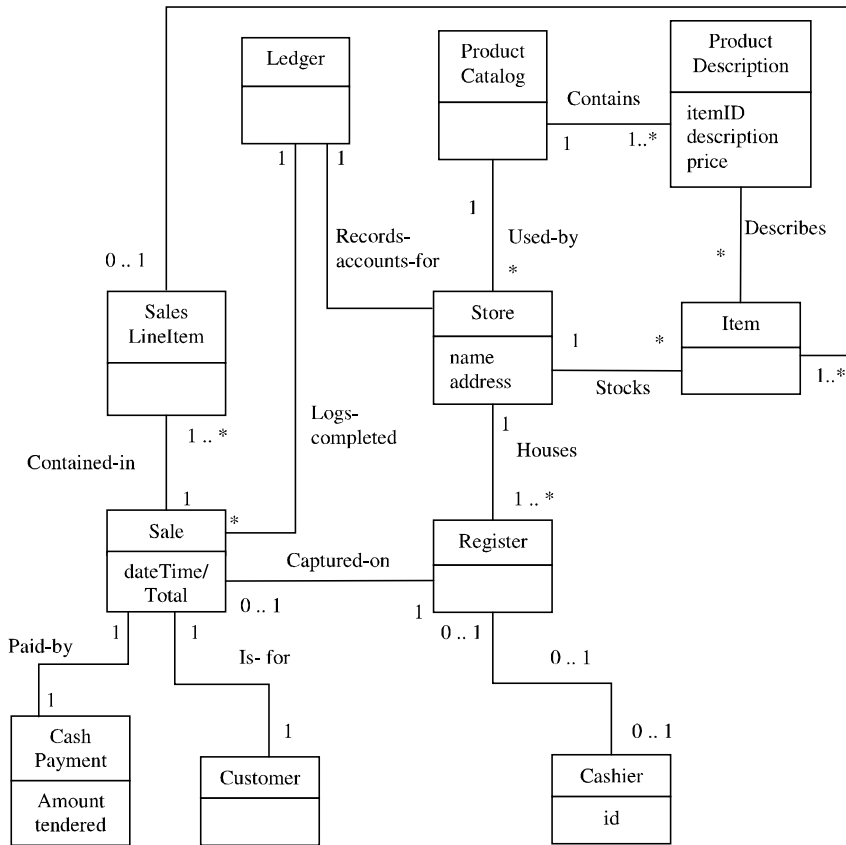 Ledger
Product
Catalog
Product
Description
Contains
itemID
description
price
1
1..*
1
1
1
Records-
accounts-for
Used-by
*
Describes
*
0 .. 1
Sales
LineItem
Store
name
address
1
*
Stocks
Item
1..*
1 .. *
Logs-
completed
1
Houses
Contained-in
1
*
1 .. *
Sale
dateTime/
Total
Captured-on
0 .. 1
1
Register
0 .. 1
Paid-by
1
1
Is- for
0 .. 1
1
1
0 .. 1
Cash
Payment
Amount
tendered
Customer
Cashier
id